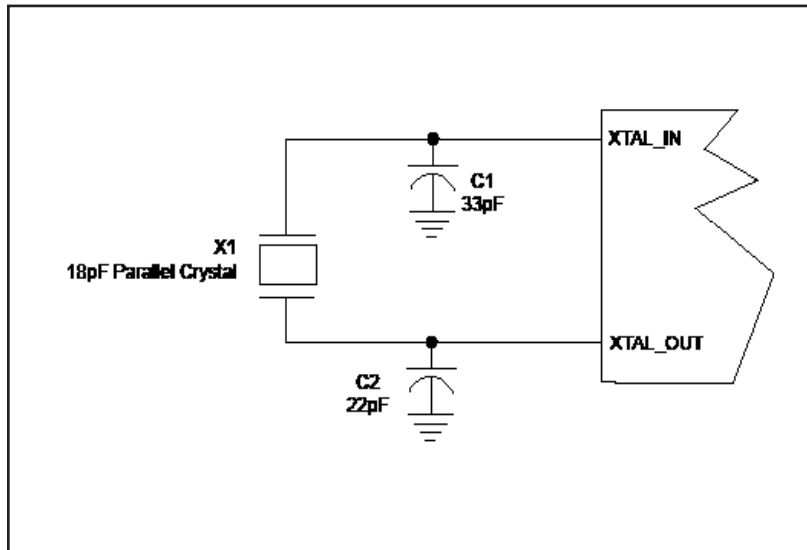 XTAL_IN
C1
33pF
X1
18pF Parallel Crystal
XTAL_OUT
C2
22pF